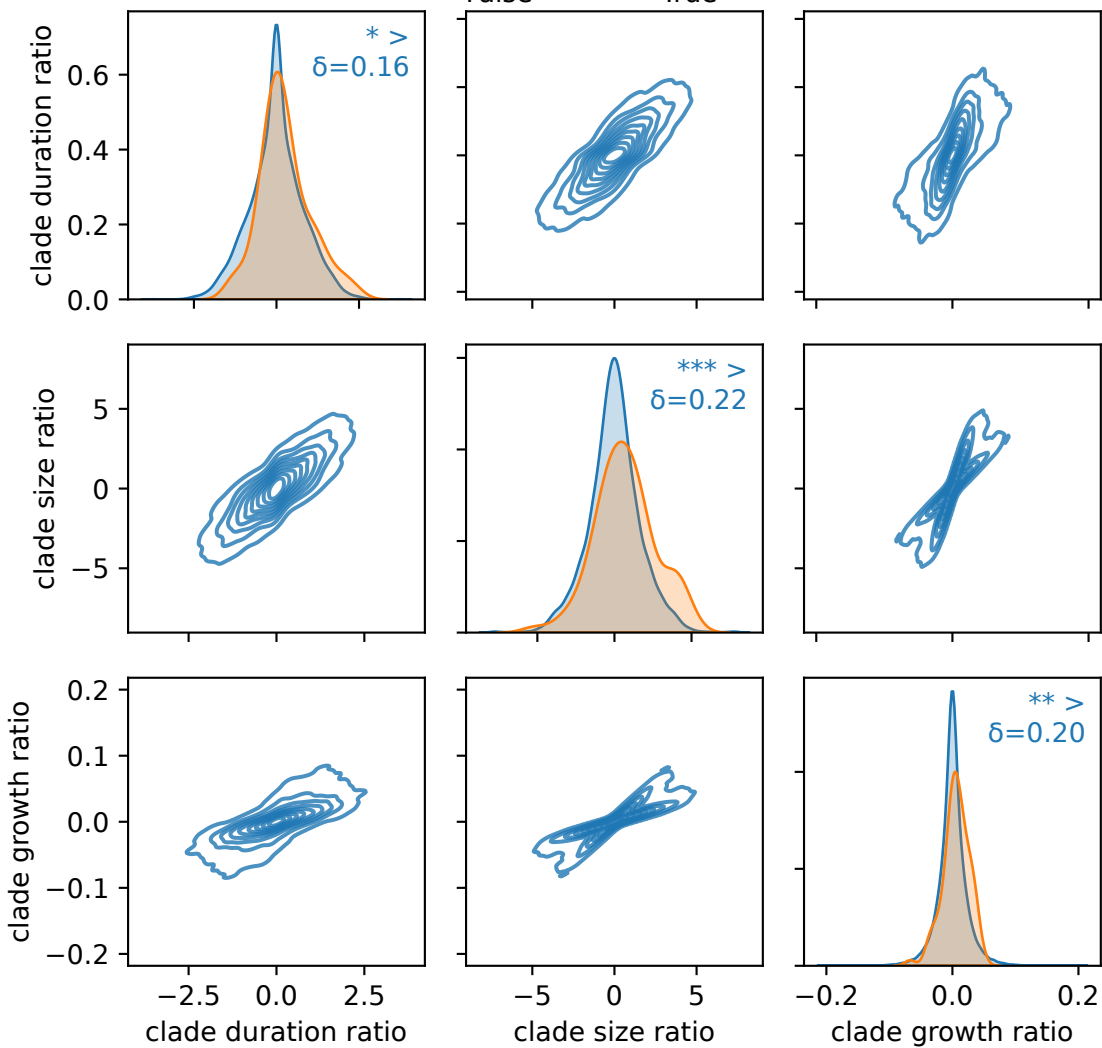 clade duration ratio
0.6
0.4
0.2
0.0
* >
δ=0.16
clade size ratio
5
0
−5
*** >
δ=0.22
clade growth ratio
0.2
0.1
0.0
−0.1
−0.2
** >
δ=0.20
−2.5 0.0 2.5
clade duration ratio
−5 0 5
clade size ratio
−0.2 0.0 0.2
clade growth ratio